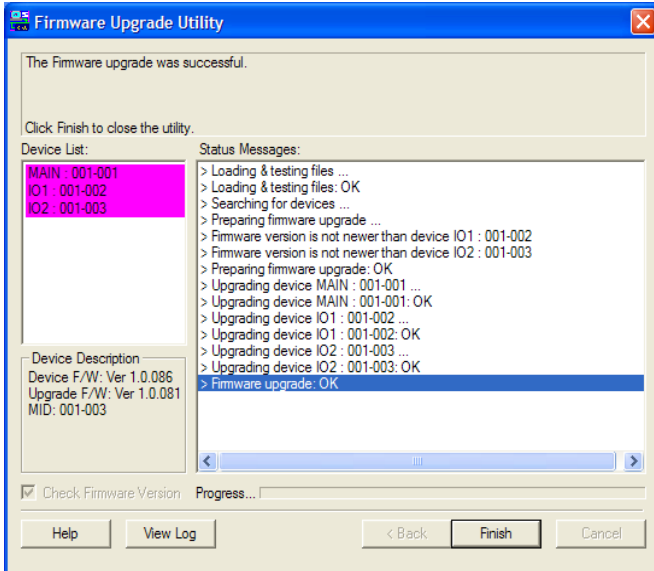 Firmware Upgrade Utility
The Firmware upgrade was successful.
Click Finish to close the utility.
Device List:
MAIN : 001-001
IO1 : 001-002
IO2 : 001-003
Status Messages:
> Loading & testing files ...
> Loading & testing files: OK
> Searching for devices ...
> Preparing firmware upgrade ...
> Firmware version is not newer than device IO1 : 001-002
> Firmware version is not newer than device IO2 : 001-003
> Preparing firmware upgrade: OK
> Upgrading device MAIN : 001-001 ...
> Upgrading device MAIN : 001-001: OK
> Upgrading device IO1 : 001-002 ...
> Upgrading device IO1 : 001-002: OK
> Upgrading device IO2 : 001-003 ...
> Upgrading device IO2 : 001-003: OK
> Firmware upgrade: OK
Device Description
Device F/W: Ver 1.0.086
Upgrade F/W: Ver 1.0.081
MID: 001-003
Check Firmware Version
Progress...
Help
View Log
< Back
Finish
Cancel